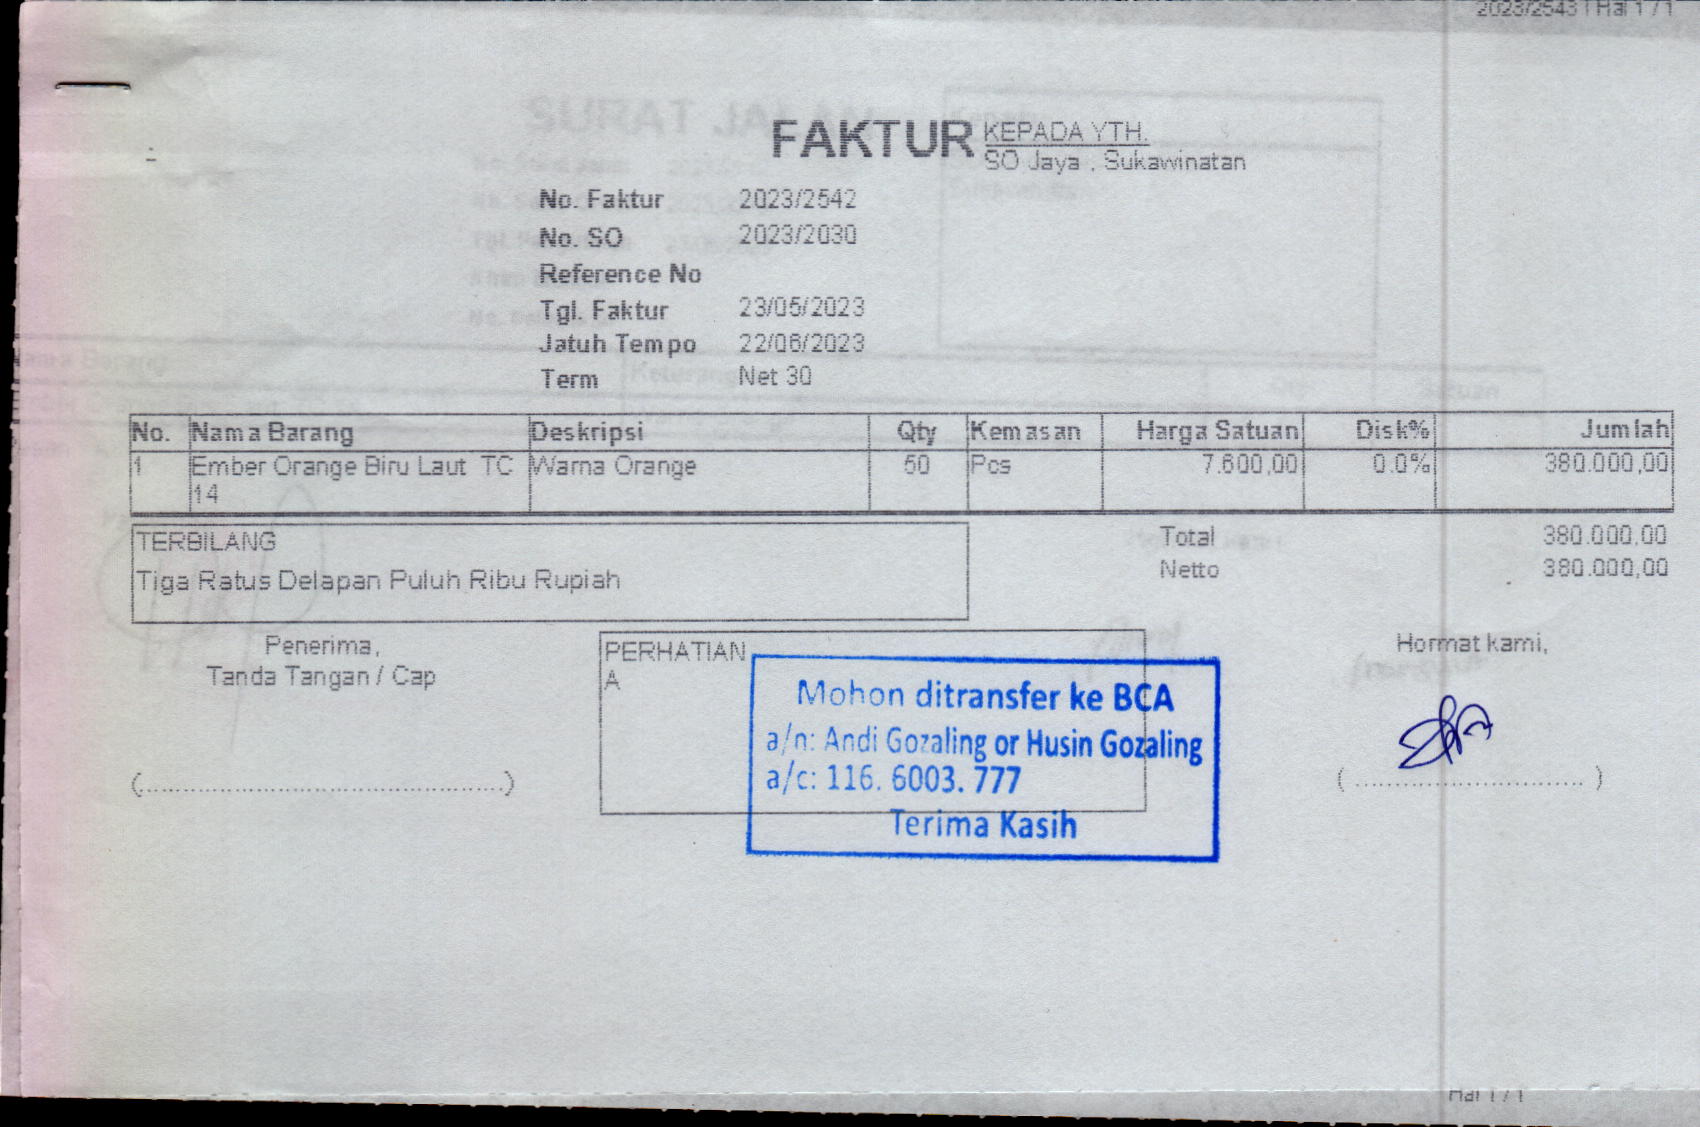 2023/2543 | Hal 1 / 1
FAKTUR
KEPADA YTH.
SO Jaya , Sukawinatan
No. Faktur 2023/2542
No. SO 2023/2030
Reference No
Tgl. Faktur 23/05/2023
Jatuh Tempo 22/06/2023
Term Net 30
No. Nama Barang Deskripsi Qty Kemasan Harga Satuan Disk% Jumlah
1 Ember Orange Biru Laut TC Warna Orange 50 Pcs 7.600,00 0.0% 380.000,00
14
TERBILANG
Tiga Ratus Delapan Puluh Ribu Rupiah
Total 380.000,00
Netto 380.000,00
Penerima,
Tanda Tangan / Cap
(............................................)
PERHATIAN
A
Mohon ditransfer ke BCA
a/n: Andi Gozaling or Husin Gozaling
a/c: 116. 6003. 777
Terima Kasih
Hormat kami,
( ............................ )
Hal 1 / 1